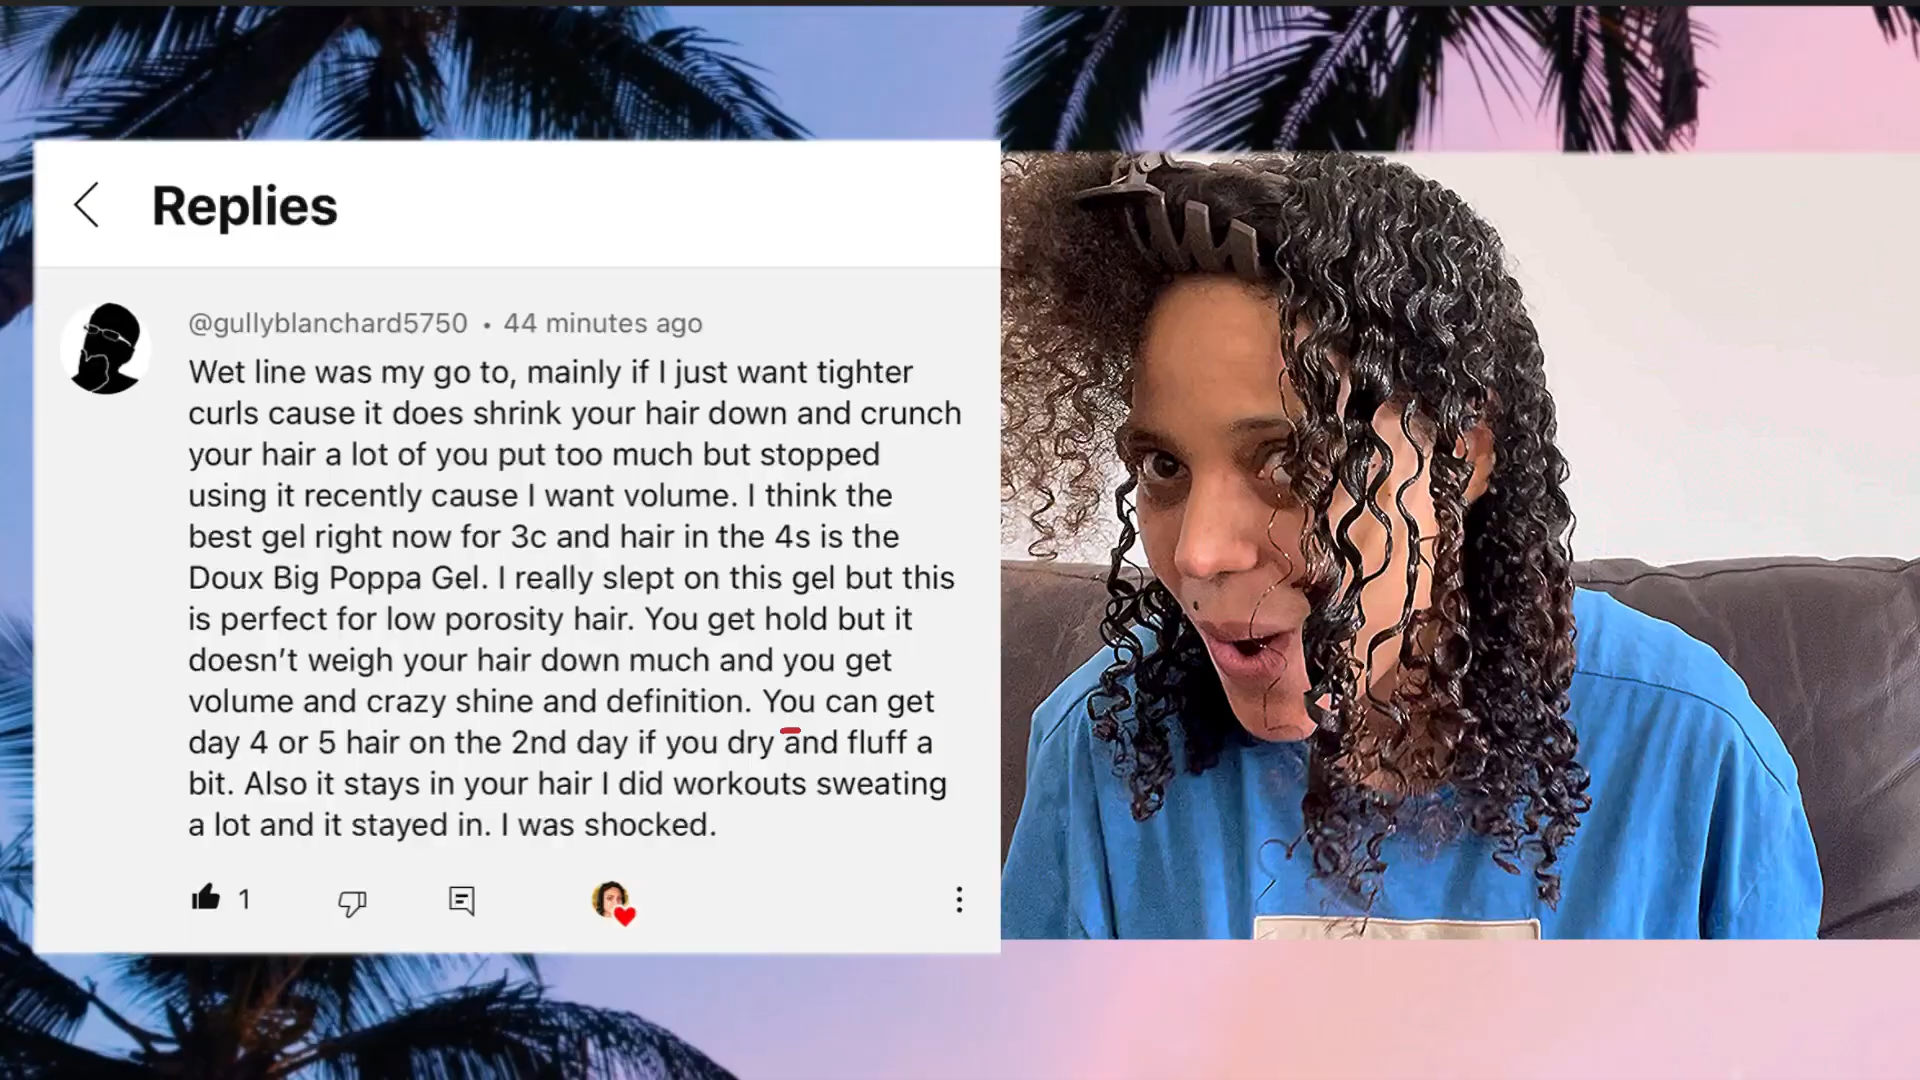 Replies
@gullyblanchard5750 • 44 minutes ago
Wet line was my go to, mainly if I just want tighter
curls cause it does shrink your hair down and crunch
your hair a lot of you put too much but stopped
using it recently cause I want volume. I think the
best gel right now for 3c and hair in the 4s is the
Doux Big Poppa Gel. I really slept on this gel but this
is perfect for low porosity hair. You get hold but it
doesn't weigh your hair down much and you get
volume and crazy shine and definition. You can get
day 4 or 5 hair on the 2nd day if you dry and fluff a
bit. Also it stays in your hair I did workouts sweating
a lot and it stayed in. I was shocked.
1